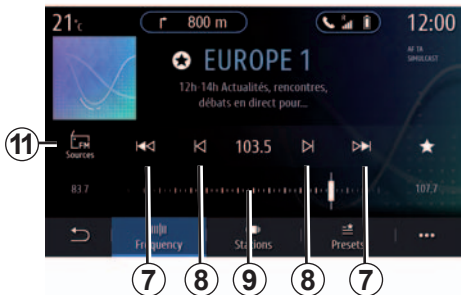 21°c 800 m 12:00
AF TA
SIMULCAST
EUROPE 1
12h-14h Actualités, rencontres,
débats en direct pour...
FM
Sources
103.5
83.7 107.7
Frequency Stations Presets
11
7 8 9 8 7